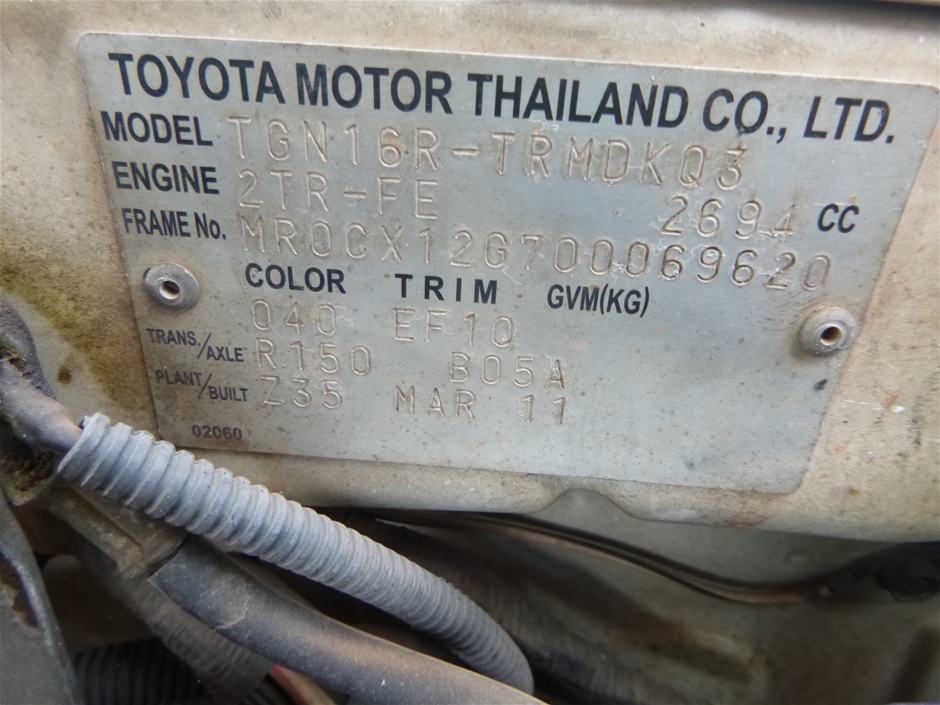 TOYOTA MOTOR THAILAND CO., LTD.
MODEL TGN16R-TRMDKQ3
ENGINE 2TR-FE 2694 CC
FRAME No. MR0CX12G700069620
COLOR TRIM GVM(KG)
040 EF10
TRANS./AXLE R150 B05A
PLANT/BUILT Z35 MAR 11
02060